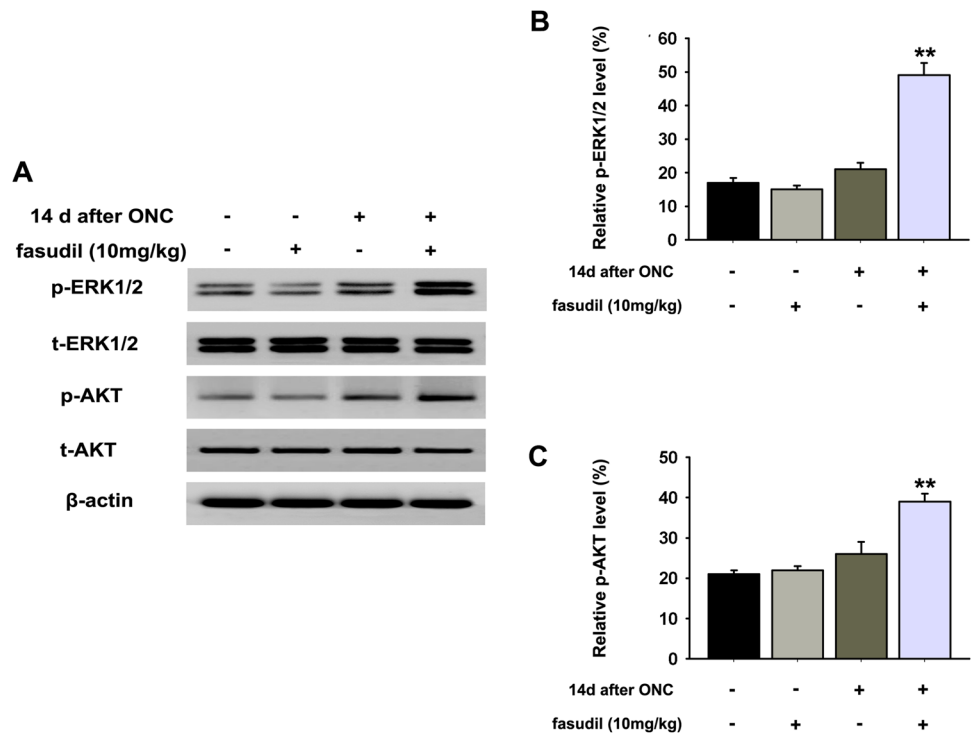 A
14 d after ONC - - + +
fasudil (10mg/kg) - + - +
p-ERK1/2
t-ERK1/2
p-AKT
t-AKT
β-actin
B
Relative p-ERK1/2 level (%)
60
50
40
30
20
10
0
**
14d after ONC - - + +
fasudil (10mg/kg) - + - +
C
Relative p-AKT level (%)
50
40
30
20
10
0
**
14d after ONC - - + +
fasudil (10mg/kg) - + - +